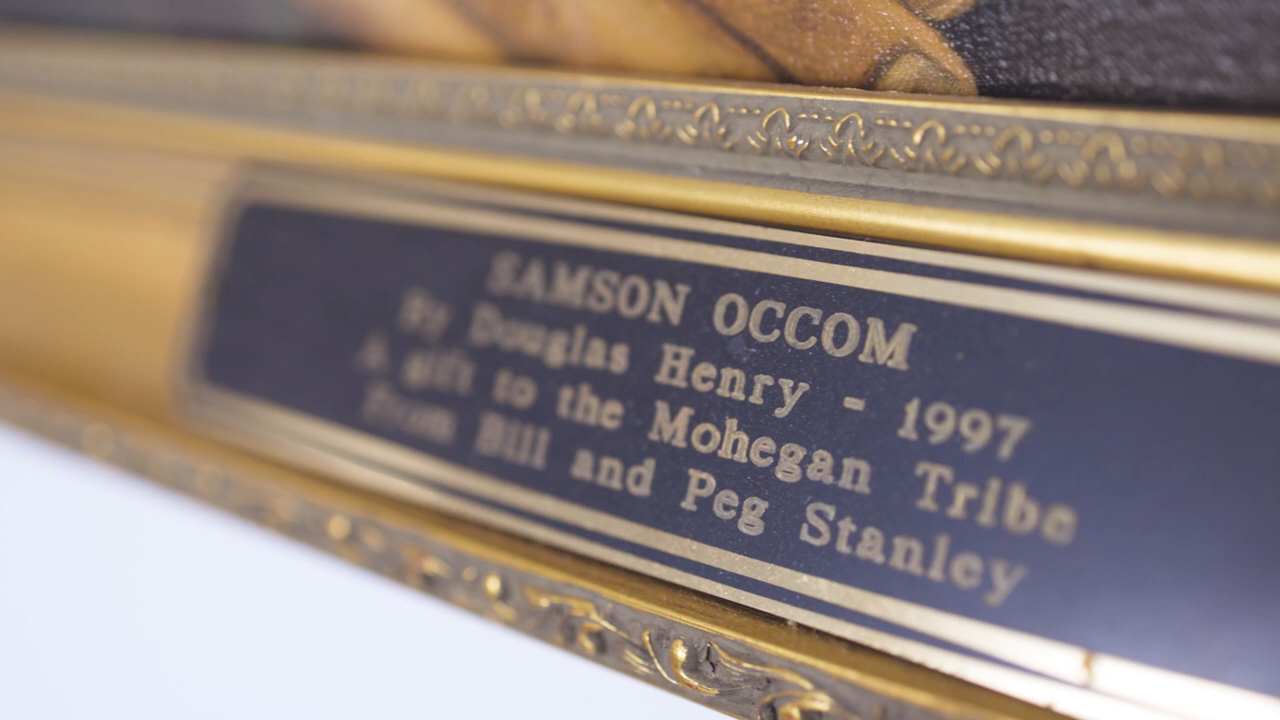 SAMSON OCCOM
By Douglas Henry - 1997
A gift to the Mohegan Tribe
From Bill and Peg Stanley